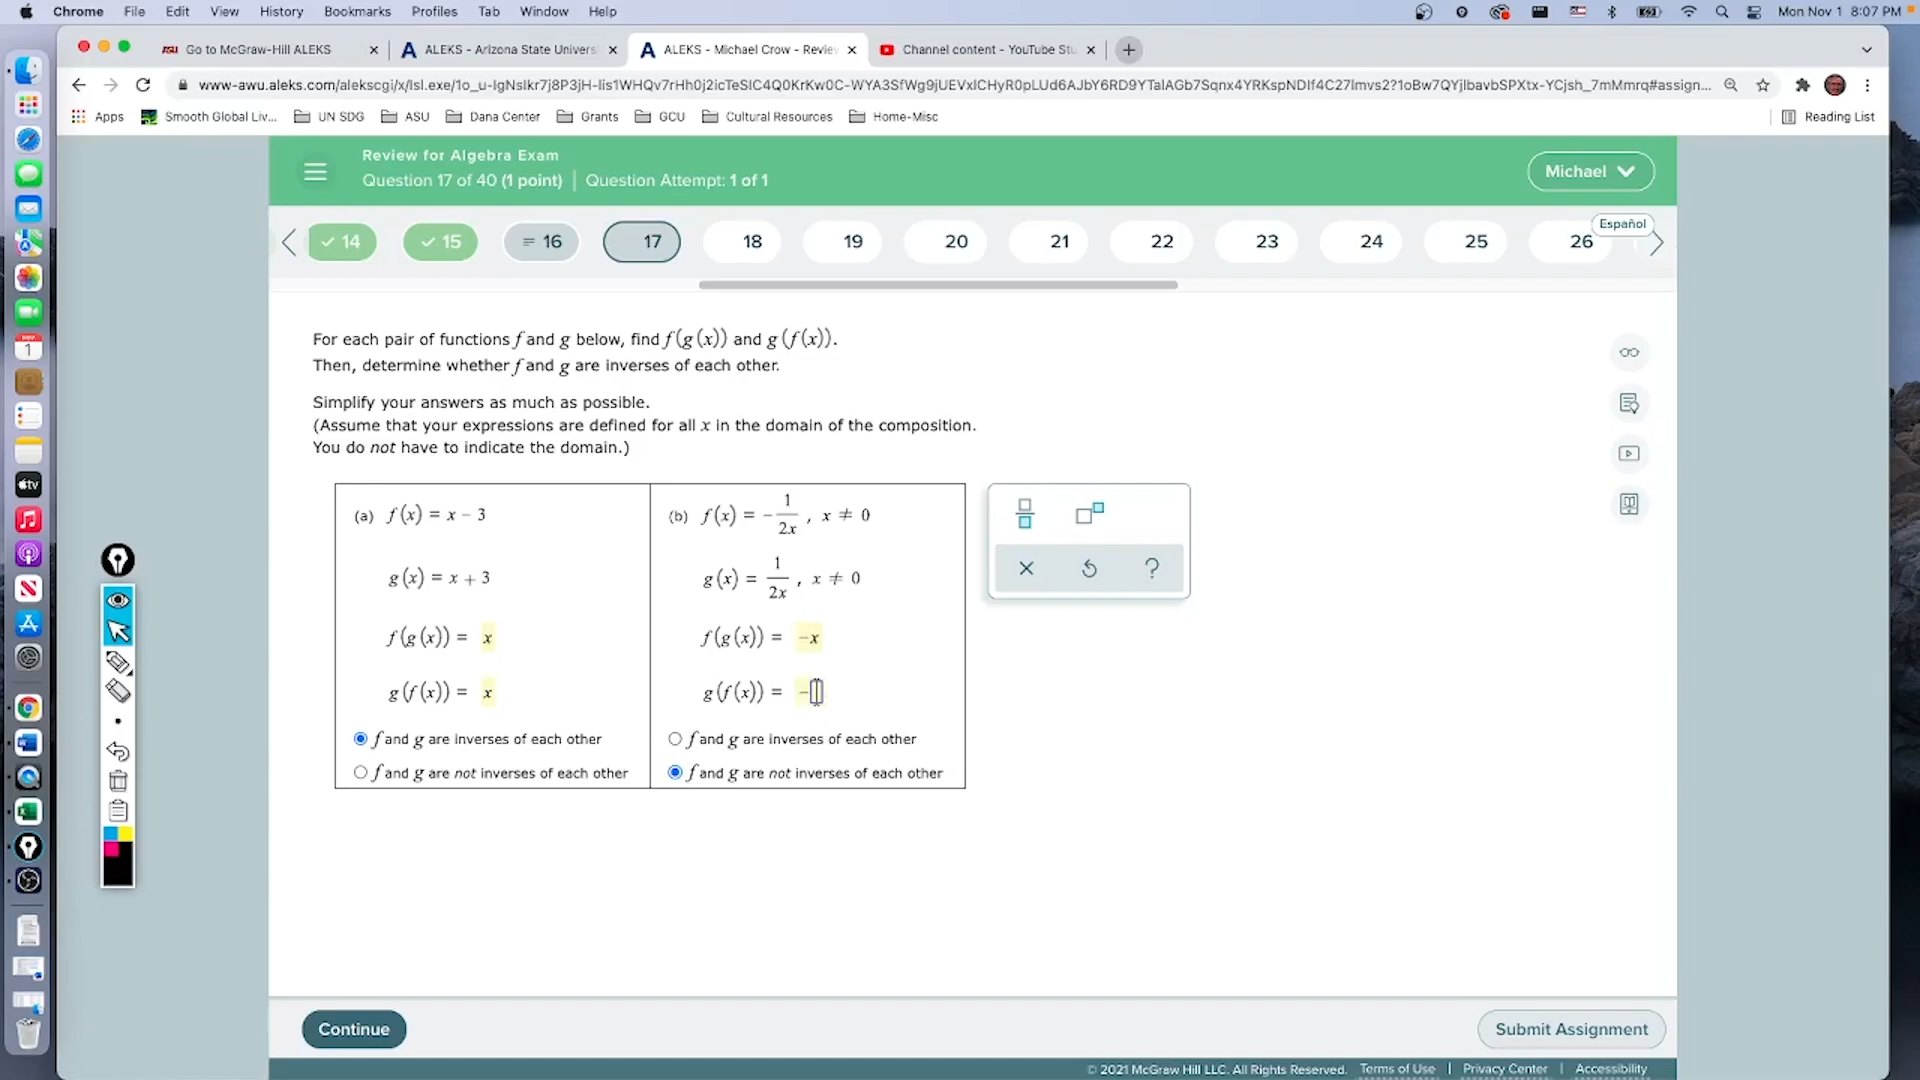 Chrome File Edit View History Bookmarks Profiles Tab Window Help Mon Nov 1 8:07 PM
ASU Go to McGraw-Hill ALEKS
A ALEKS - Arizona State Univers
A ALEKS - Michael Crow - Review
Channel content - YouTube Stu
Apps Smooth Global Liv... UN SDG ASU Dana Center Grants GCU Cultural Resources Home-Misc Reading List
Review for Algebra Exam
Question 17 of 40 (1 point) | Question Attempt: 1 of 1
Michael
Español
14 15 = 16 17 18 19 20 21 22 23 24 25 26
For each pair of functions f and g below, find f(g(x)) and g(f(x)).
Then, determine whether f and g are inverses of each other.
Simplify your answers as much as possible.
(Assume that your expressions are defined for all x in the domain of the composition.
You do not have to indicate the domain.)
(a) f(x) = x − 3
g(x) = x + 3
f(g(x)) = x
g(f(x)) = x
f and g are inverses of each other
f and g are not inverses of each other
(b) f(x) = −1/2x, x ≠ 0
g(x) = 1/2x, x ≠ 0
f(g(x)) = −x
g(f(x)) = −
f and g are inverses of each other
f and g are not inverses of each other
?
NOV
1
tv
Continue
Submit Assignment
© 2021 McGraw Hill LLC. All Rights Reserved. Terms of Use | Privacy Center | Accessibility